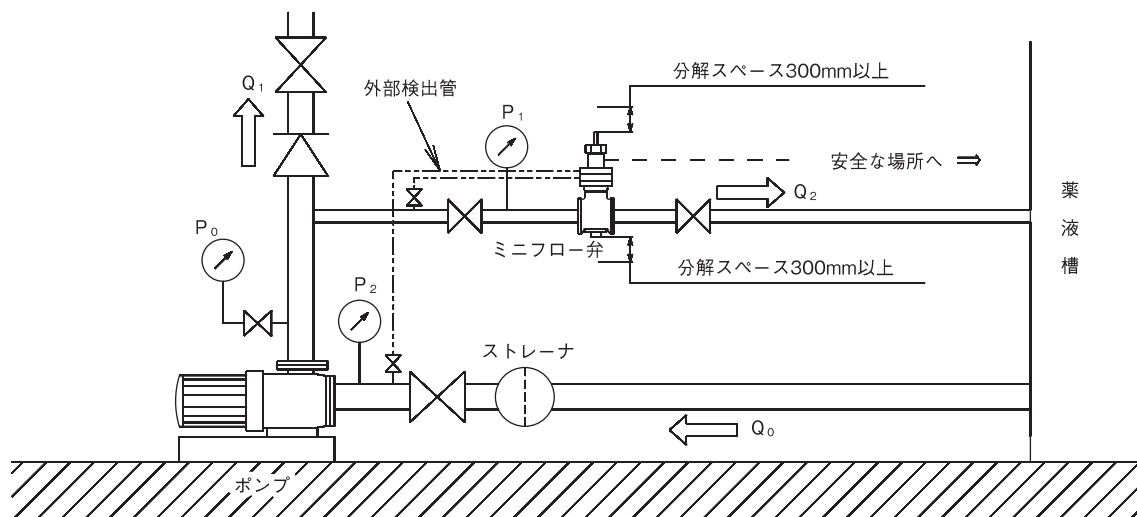 分解スペース300mm以上
Q₁
外部検出管
P₁
安全な場所へ ⇒
Q₂
薬液槽
P₀
ミニフロー弁
分解スペース300mm以上
P₂
ストレーナ
Q₀
ポンプ